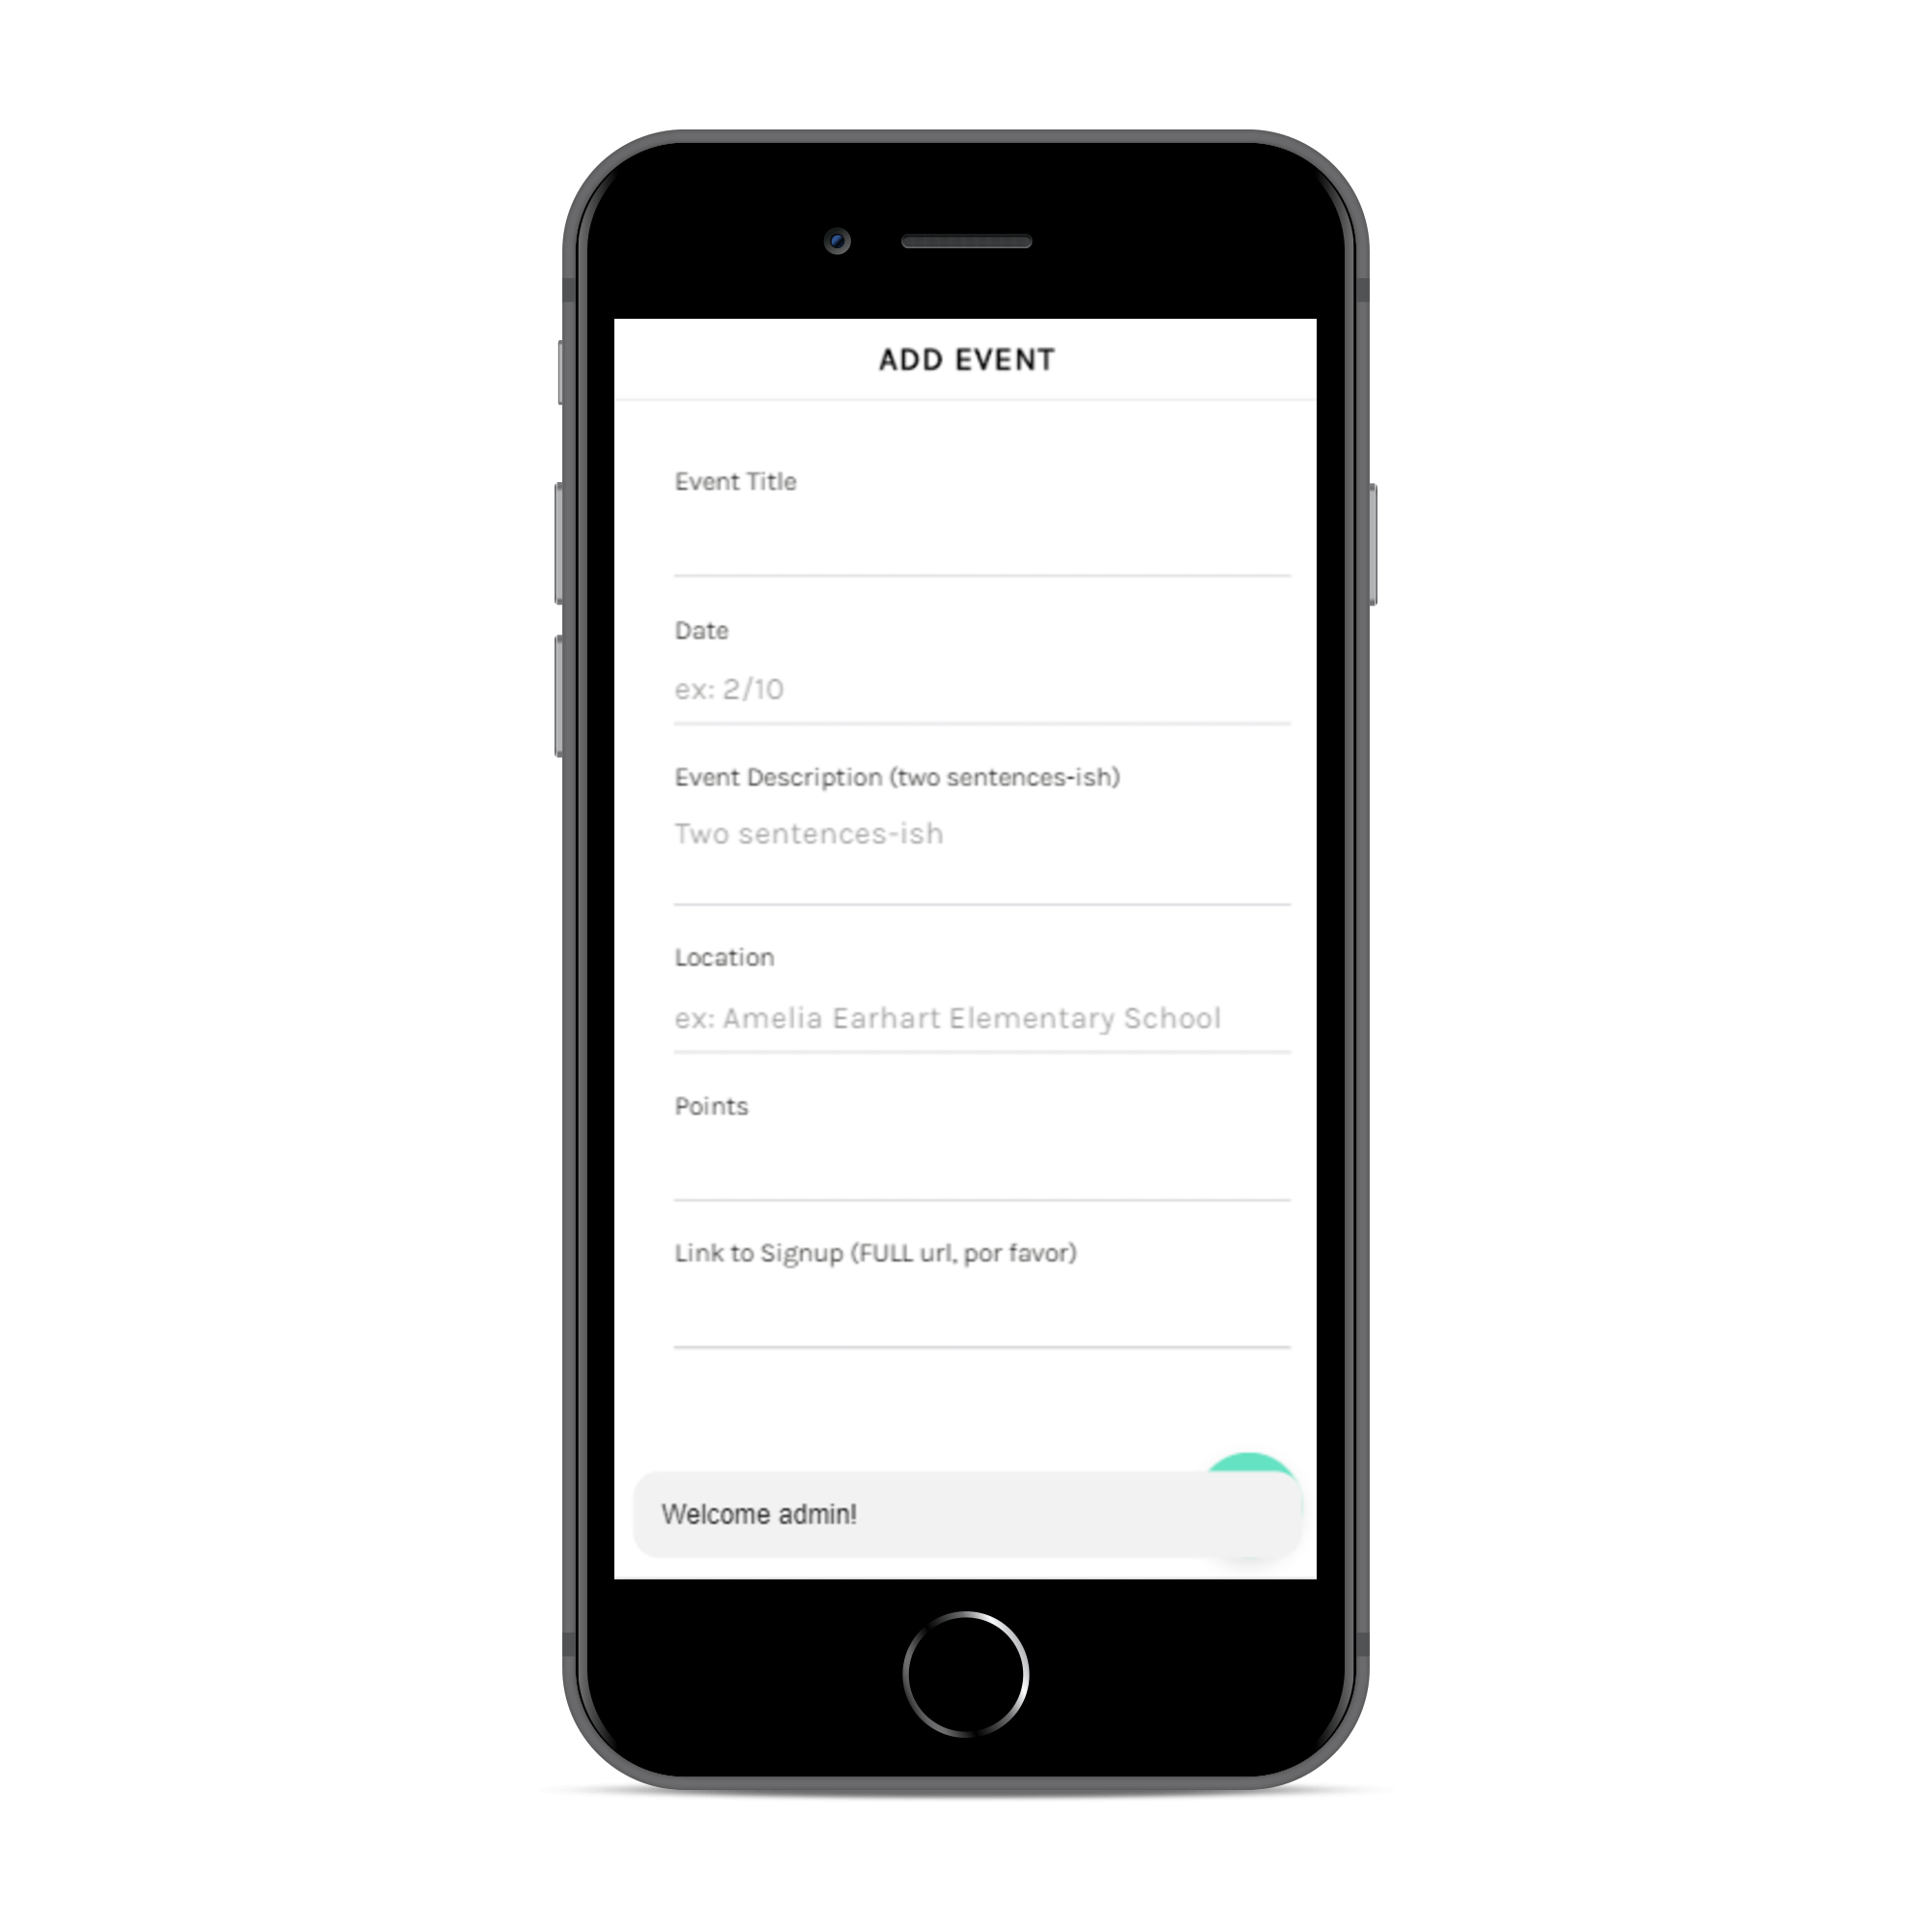 ADD EVENT
Event Title
Date
ex: 2/10
Event Description (two sentences-ish)
Two sentences-ish
Location
ex: Amelia Earhart Elementary School
Points
Link to Signup (FULL url, por favor)
Welcome admin!